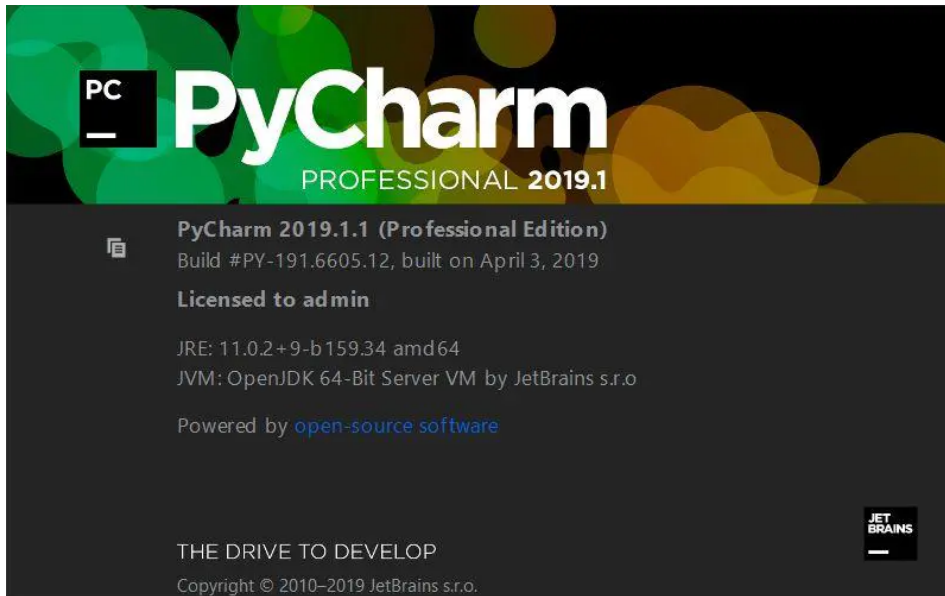 PC
PyCharm
PROFESSIONAL 2019.1
PyCharm 2019.1.1 (Professional Edition)
Build #PY-191.6605.12, built on April 3, 2019
Licensed to admin
JRE: 11.0.2+9-b159.34 amd64
JVM: OpenJDK 64-Bit Server VM by JetBrains s.r.o
Powered by open-source software
JET
BRAINS
THE DRIVE TO DEVELOP
Copyright © 2010–2019 JetBrains s.r.o.